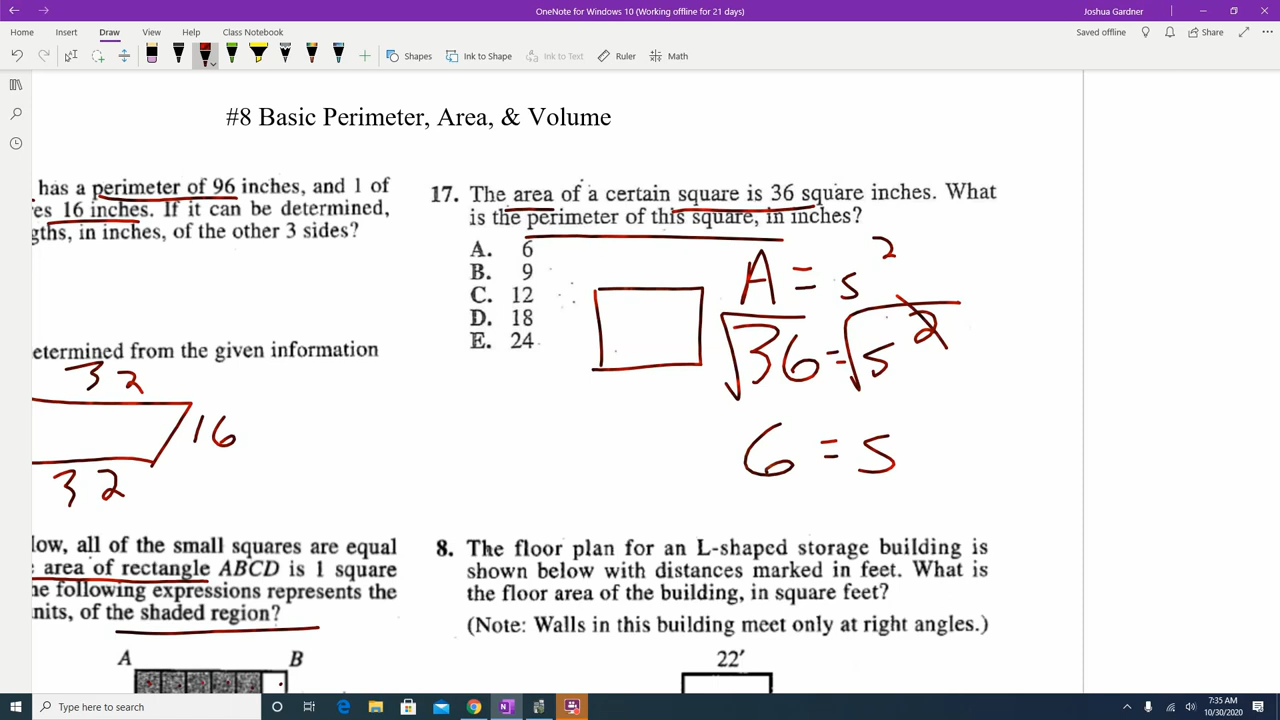 OneNote for Windows 10 (Working offline for 21 days)
Joshua Gardner
Home Insert Draw View Help Class Notebook
Saved offline Share
Shapes Ink to Shape Ink to Text Ruler Math
#8 Basic Perimeter, Area, & Volume
has a perimeter of 96 inches, and 1 of
es 16 inches. If it can be determined,
gths, in inches, of the other 3 sides?
etermined from the given information
32
16
32
low, all of the small squares are equal
area of rectangle ABCD is 1 square
he following expressions represents the
nits, of the shaded region?
A B
17. The area of a certain square is 36 square inches. What
is the perimeter of this square, in inches?
A. 6
B. 9
C. 12
D. 18
E. 24
A = s²
√36 = √s²
6 = s
8. The floor plan for an L-shaped storage building is
shown below with distances marked in feet. What is
the floor area of the building, in square feet?
(Note: Walls in this building meet only at right angles.)
22′
Type here to search
7:35 AM
10/30/2020